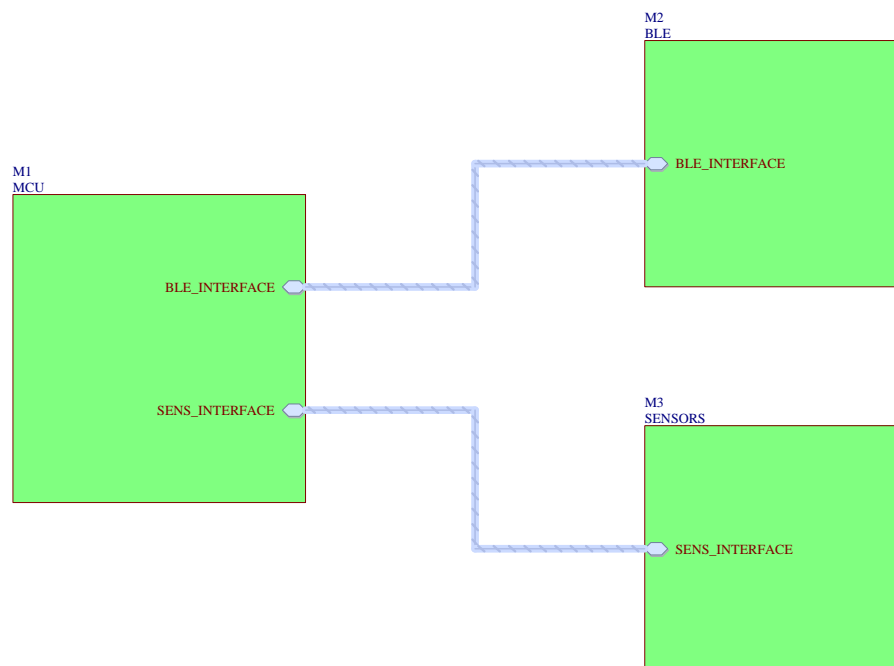 M2
BLE
BLE_INTERFACE
M1
MCU
BLE_INTERFACE
SENS_INTERFACE
M3
SENSORS
SENS_INTERFACE